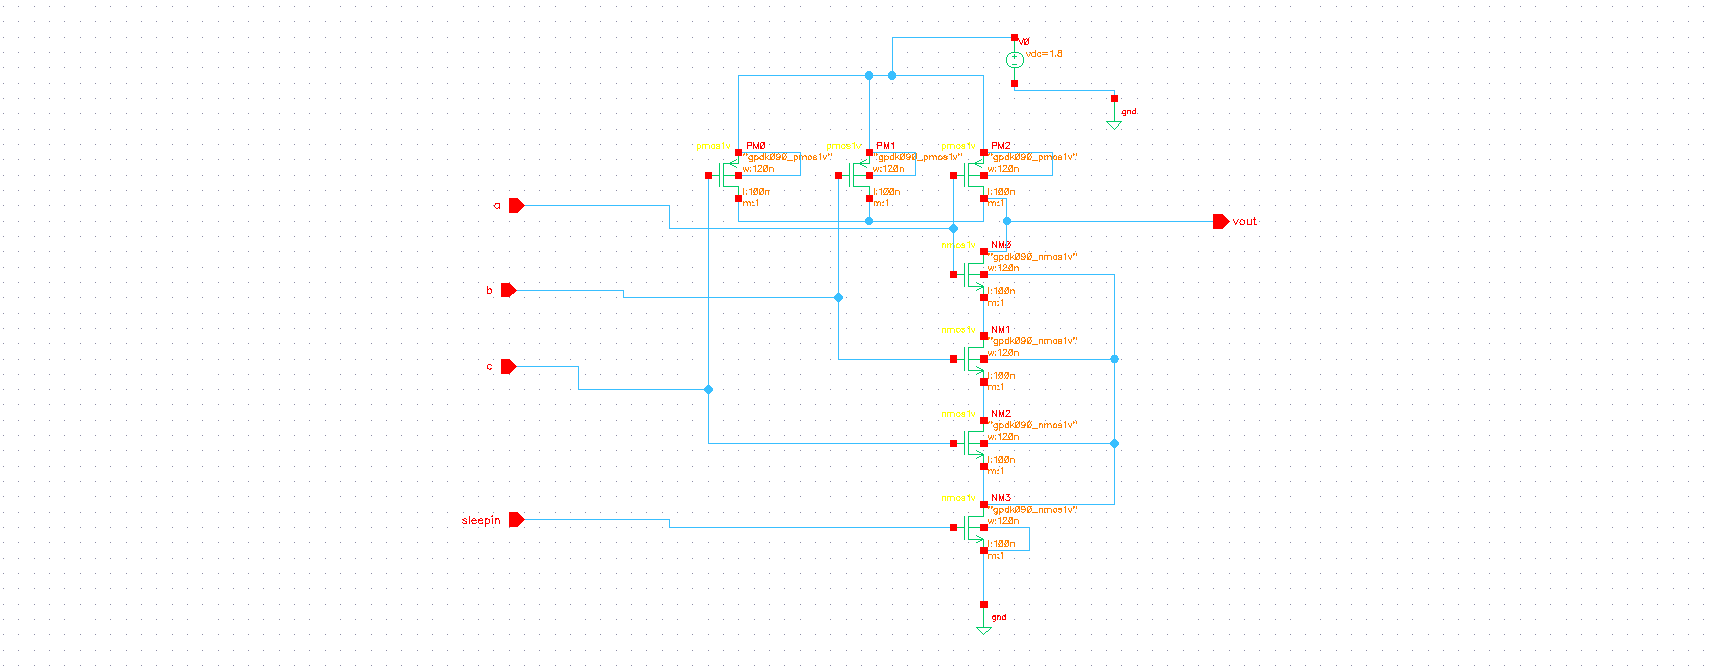 V0
vdc=1.8
gnd
pmos1v
PM0
"gpdk090_pmos1v"
w:120n
l:100n
m:1
pmos1v
PM1
"gpdk090_pmos1v"
w:120n
l:100n
m:1
pmos1v
PM2
"gpdk090_pmos1v"
w:120n
l:100n
m:1
a
vout
nmos1v
NM0
"gpdk090_nmos1v"
w:120n
l:100n
m:1
b
nmos1v
NM1
"gpdk090_nmos1v"
w:120n
l:100n
m:1
c
nmos1v
NM2
"gpdk090_nmos1v"
w:120n
l:100n
m:1
nmos1v
NM3
"gpdk090_nmos1v"
w:120n
l:100n
m:1
sleepin
gnd